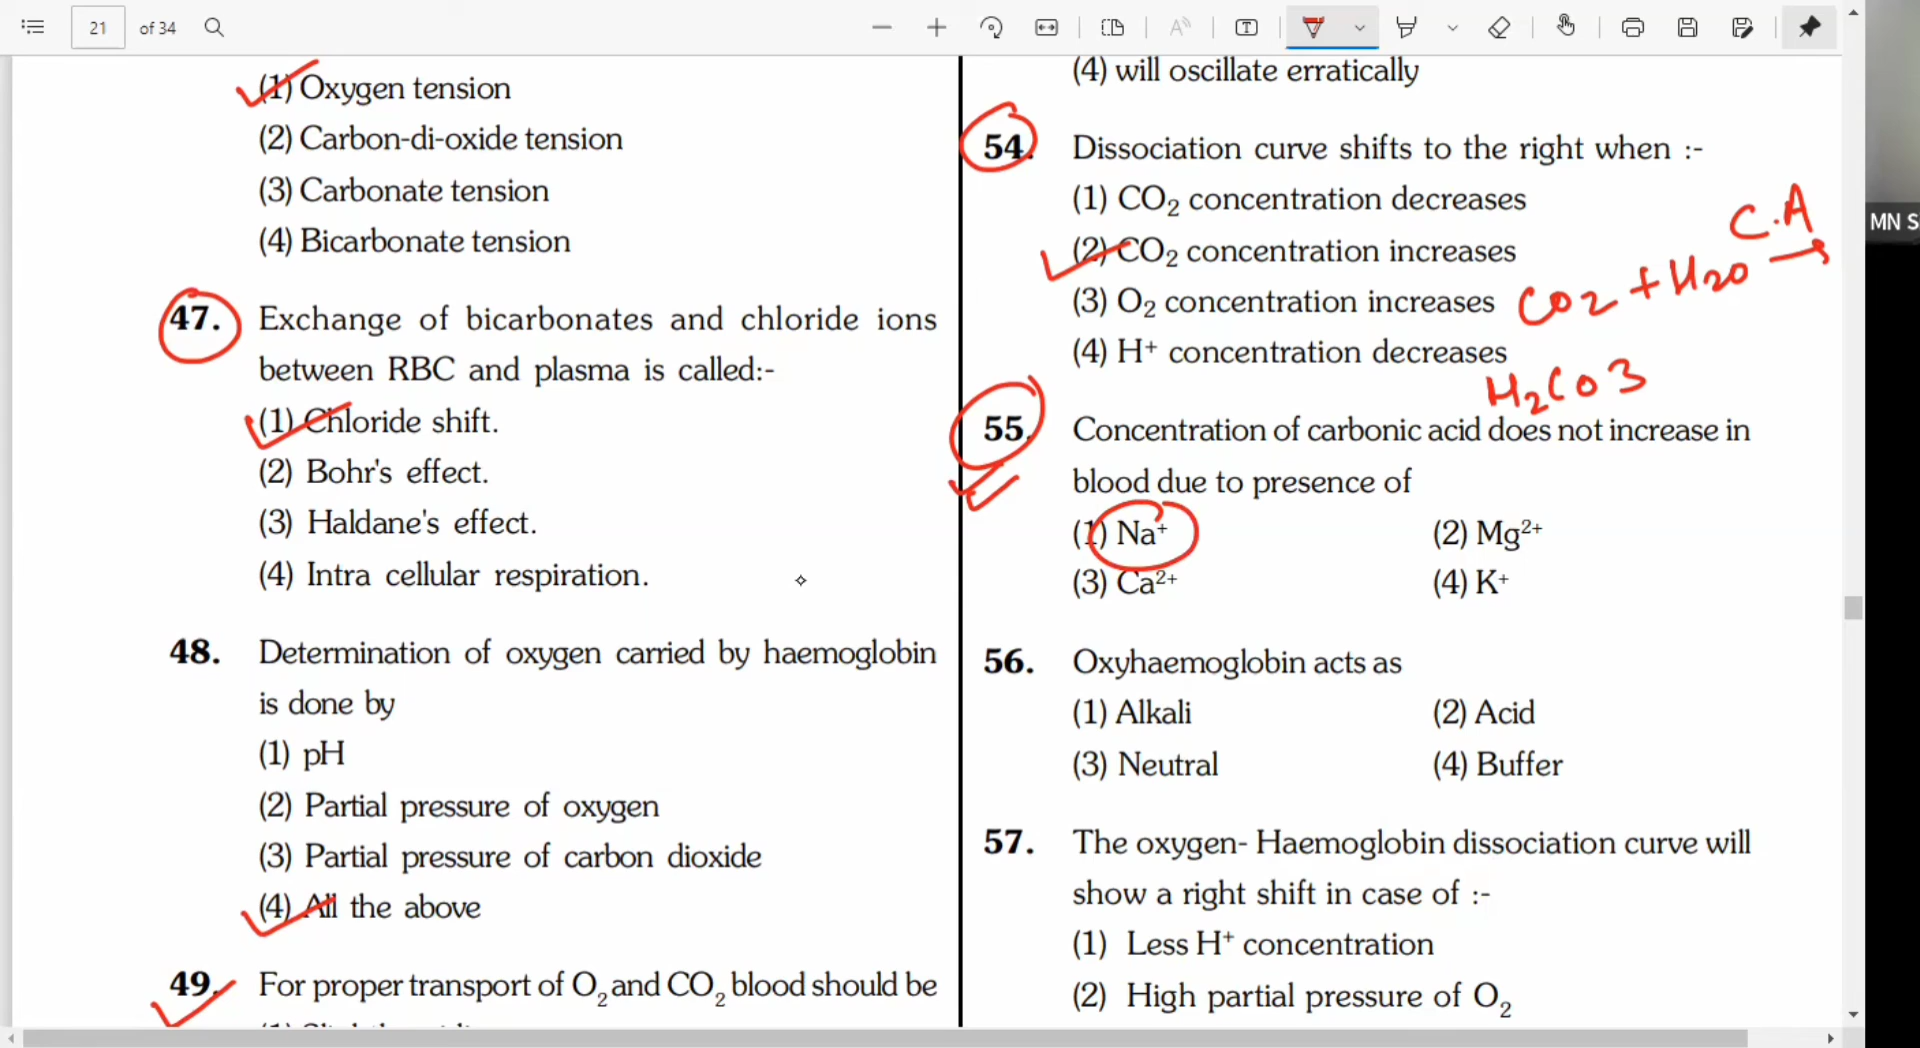 21 of 34
(1) Oxygen tension
(2) Carbon-di-oxide tension
(3) Carbonate tension
(4) Bicarbonate tension
47. Exchange of bicarbonates and chloride ions
between RBC and plasma is called:-
(1) Chloride shift.
(2) Bohr's effect.
(3) Haldane's effect.
(4) Intra cellular respiration.
48. Determination of oxygen carried by haemoglobin
is done by
(1) pH
(2) Partial pressure of oxygen
(3) Partial pressure of carbon dioxide
(4) All the above
49. For proper transport of O₂ and CO₂ blood should be
(4) will oscillate erratically
54. Dissociation curve shifts to the right when :-
(1) CO₂ concentration decreases
(2) CO₂ concentration increases
(3) O₂ concentration increases
(4) H⁺ concentration decreases
C.A
CO2 + H2O →
H2CO3
55. Concentration of carbonic acid does not increase in
blood due to presence of
(1) Na⁺ (2) Mg²⁺
(3) Ca²⁺ (4) K⁺
56. Oxyhaemoglobin acts as
(1) Alkali (2) Acid
(3) Neutral (4) Buffer
57. The oxygen- Haemoglobin dissociation curve will
show a right shift in case of :-
(1) Less H⁺ concentration
(2) High partial pressure of O₂
MN S